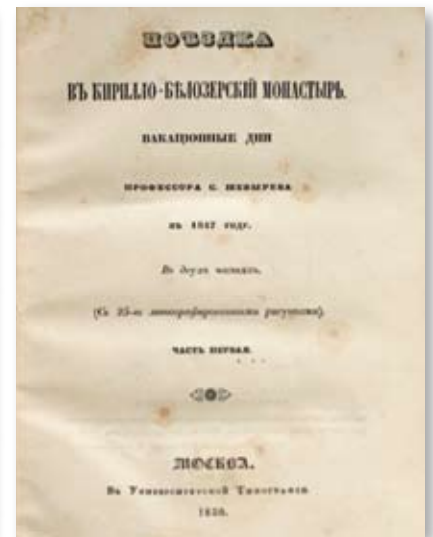 ПОѢЗДКА
ВЪ КИРИЛЛО-БѢЛОЗЕРСКІЙ МОНАСТЫРЬ.
ВАКАЦІОННЫЕ ДНИ
ПРОФЕССОРА С. ШЕВЫРЕВА
въ 1847 году.
Въ двухъ частяхъ.
(Съ 25-ю литографированными рисунками).
ЧАСТЬ ПЕРВАЯ.
МОСКВА.
Въ Университетской Типографіи.
1850.